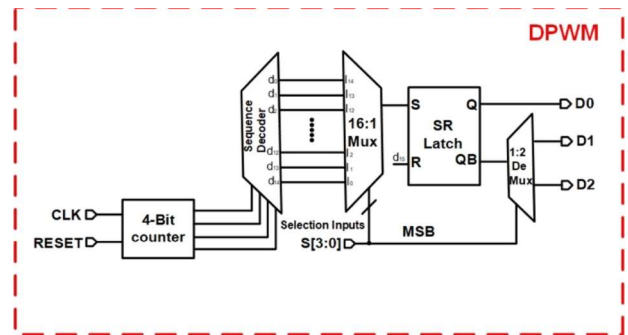 DPWM
d₀
d₁
d₂
d₁₂
d₁₃
d₁₄
Sequence
Decoder
I₁₄
I₁₃
I₁₂
I₂
I₁
I₀
16:1
Mux
S
Q
SR
Latch
d₁₅
R
QB
1:2
De
Mux
D0
D1
D2
CLK
RESET
4-Bit
counter
Selection Inputs
S[3:0]
MSB